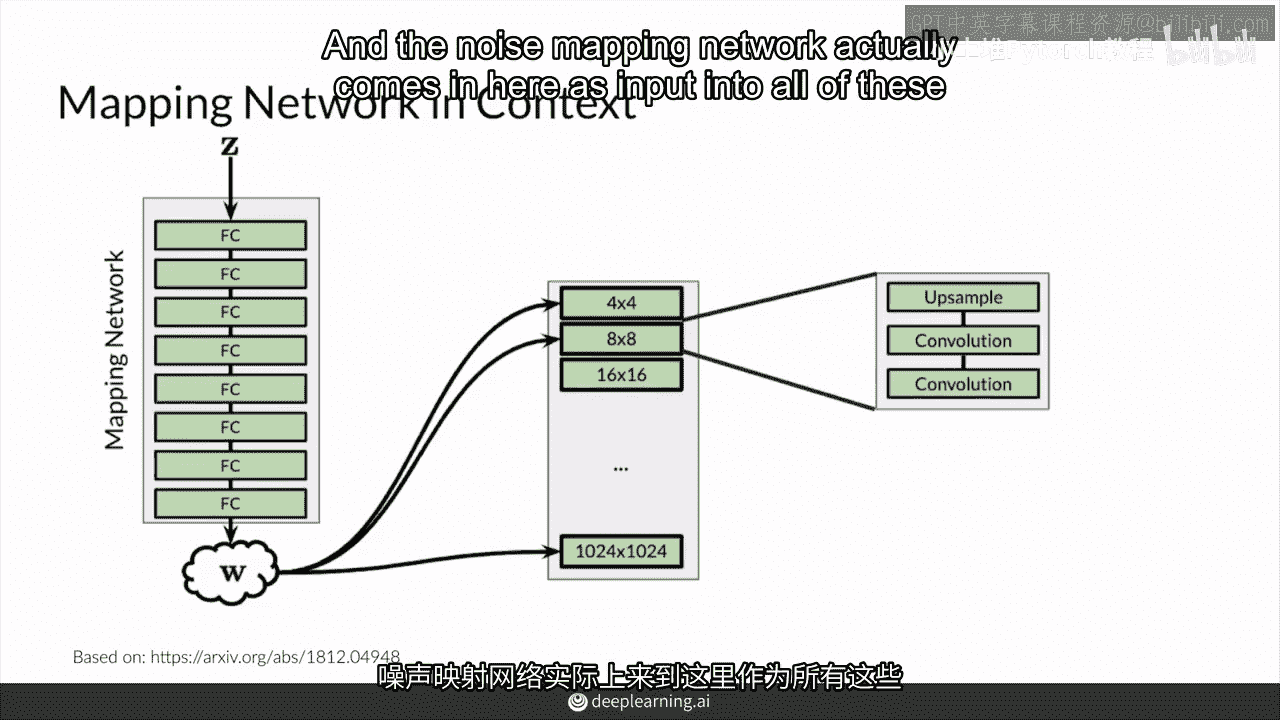 GPT中英字幕课程资源@bilibili.com
And the noise mapping network actually
comes in here as input into all of these
Mapping Network in Context
z
Mapping Network
FC
FC
FC
FC
FC
FC
FC
FC
w
4x4
8x8
16x16
...
1024x1024
Upsample
Convolution
Convolution
Based on: https://arxiv.org/abs/1812.04948
噪声映射网络实际上来到这里作为所有这些
deeplearning.ai